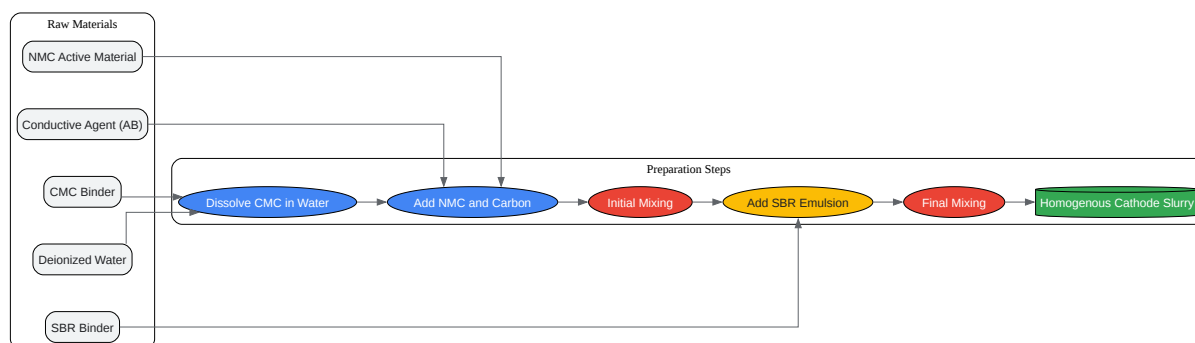 Raw Materials
NMC Active Material
Conductive Agent (AB)
CMC Binder
Deionized Water
SBR Binder
Preparation Steps
Dissolve CMC in Water
Add NMC and Carbon
Initial Mixing
Add SBR Emulsion
Final Mixing
Homogenous Cathode Slurry